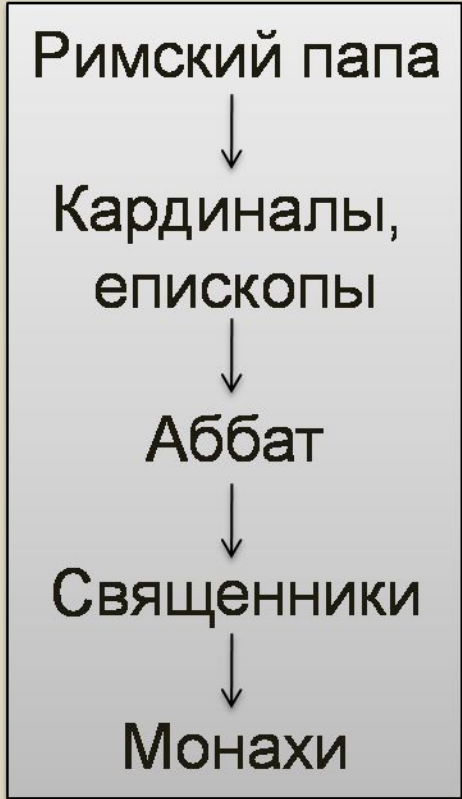 Римский папа
Кардиналы,
епископы
Аббат
Священники
Монахи